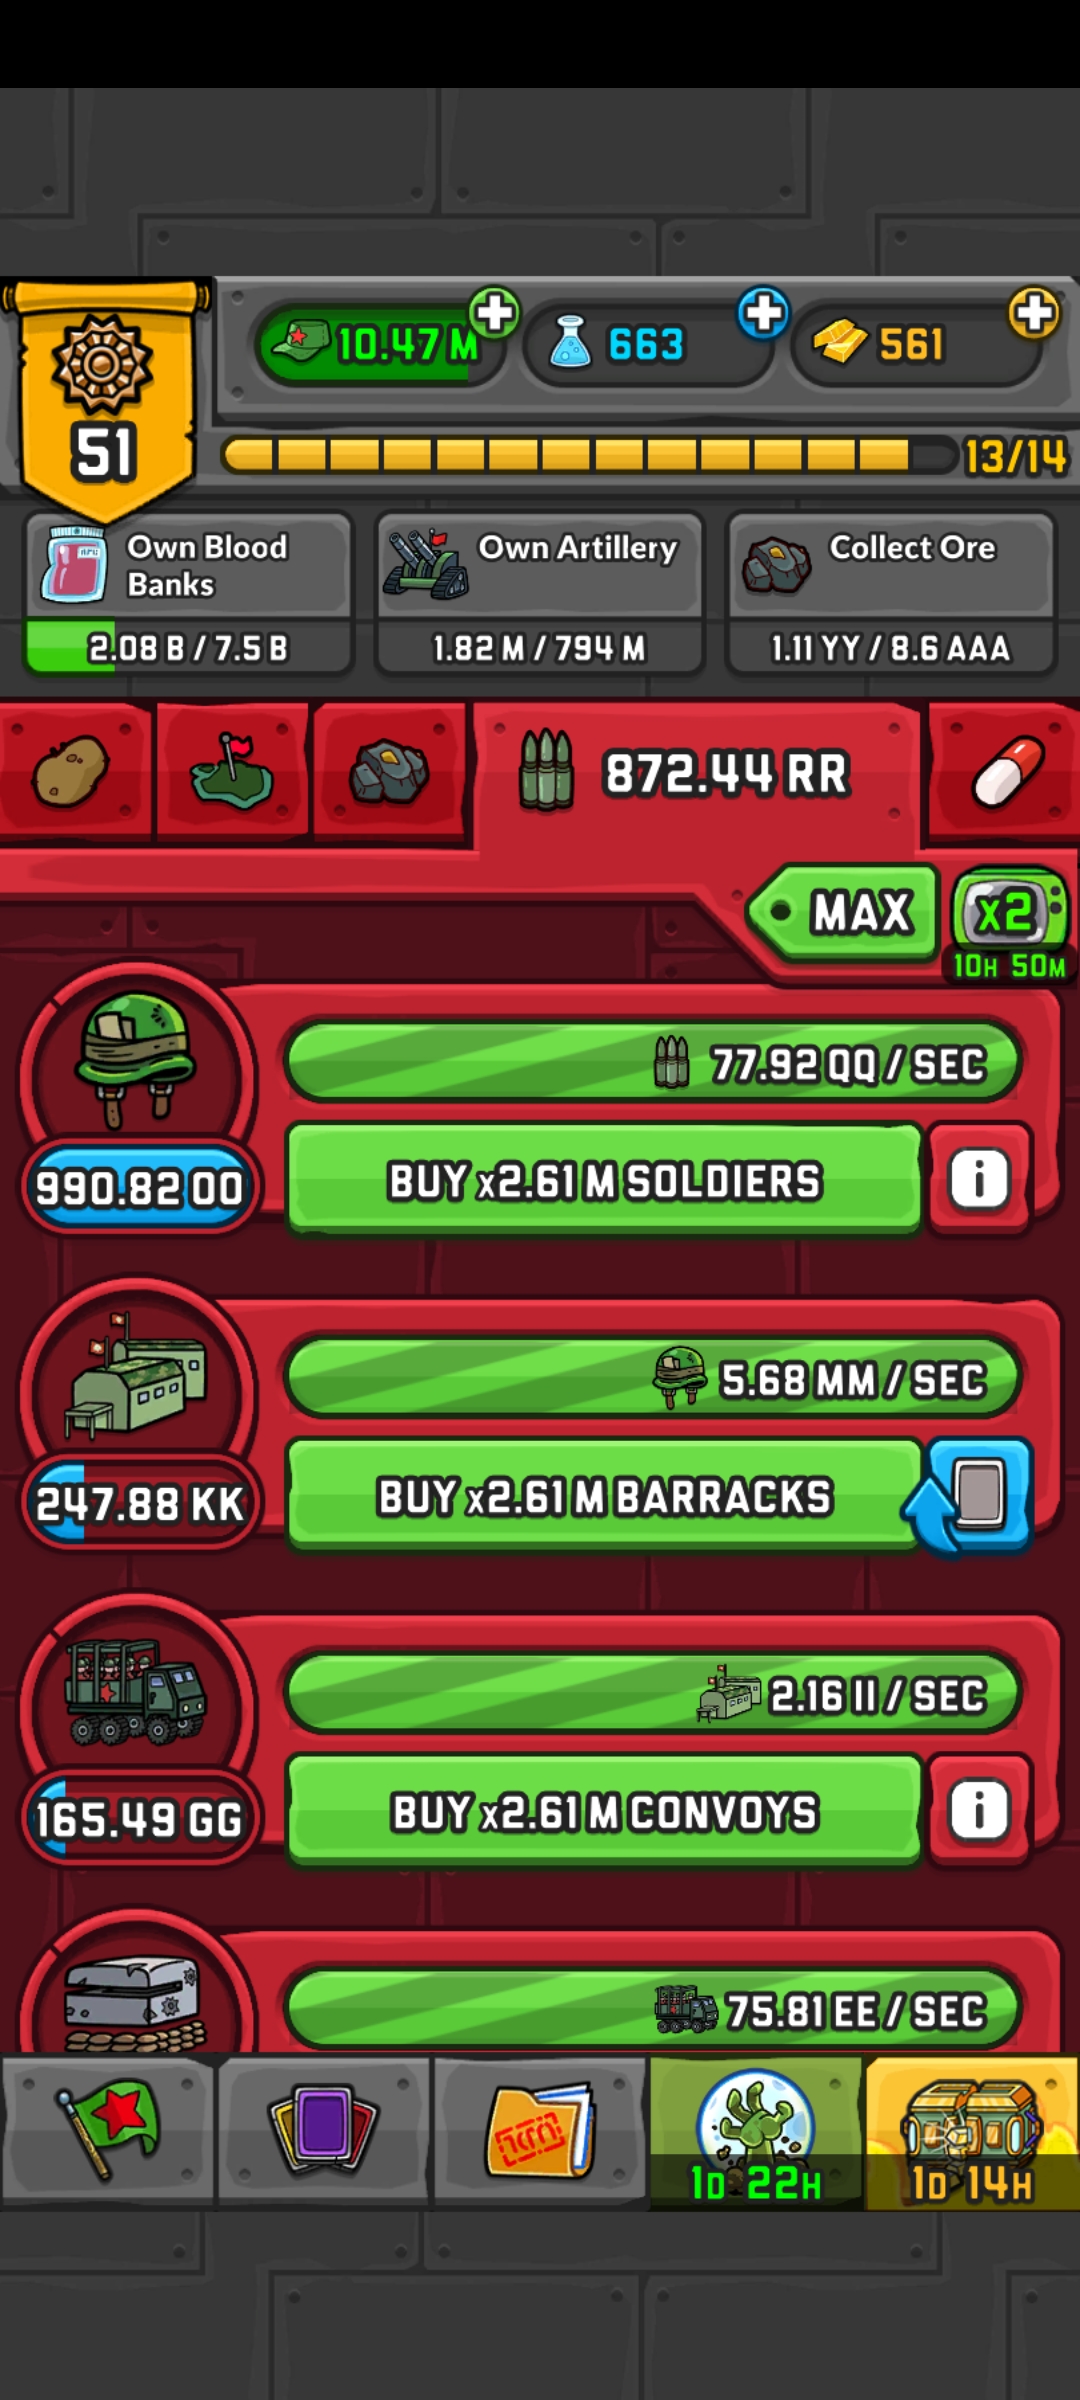 51
10.47 M
663
561
13/14
Own Blood
Banks
2.08 B / 7.5 B
Own Artillery
1.82 M / 794 M
Collect Ore
1.11 YY / 8.6 AAA
872.44 RR
MAX
x2
10H 50M
77.92 QQ / SEC
990.82 OO
BUY x2.61 M SOLDIERS
i
5.68 MM / SEC
247.88 KK
BUY x2.61 M BARRACKS
2.16 II / SEC
165.49 GG
BUY x2.61 M CONVOYS
i
75.81 EE / SEC
1D 22H
1D 14H